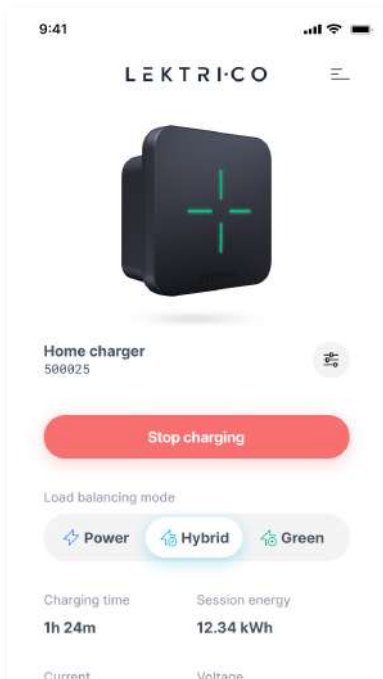 9:41
LEKTRI·CO
Home charger
500025
Stop charging
Load balancing mode
Power Hybrid Green
Charging time Session energy
1h 24m 12.34 kWh
Current Voltage